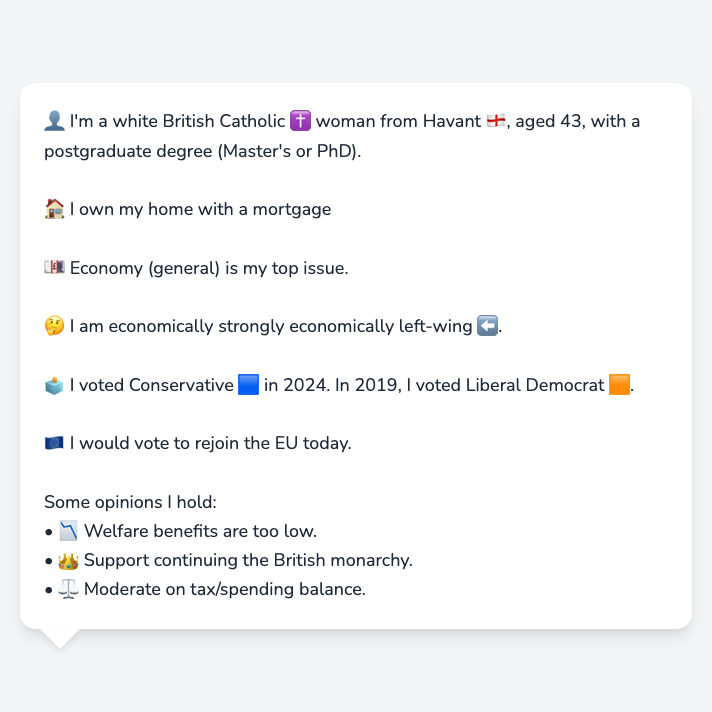 👤 I'm a white British Catholic ✝️ woman from Havant 🏴󠁧󠁢󠁥󠁮󠁧󠁿, aged 43, with a
postgraduate degree (Master's or PhD).
🏠 I own my home with a mortgage
💷 Economy (general) is my top issue.
🤔 I am economically strongly economically left-wing ⬅️.
🗳️ I voted Conservative 🟦 in 2024. In 2019, I voted Liberal Democrat 🟧.
🇪🇺 I would vote to rejoin the EU today.
Some opinions I hold:
• 📉 Welfare benefits are too low.
• 👑 Support continuing the British monarchy.
• ⚖️ Moderate on tax/spending balance.